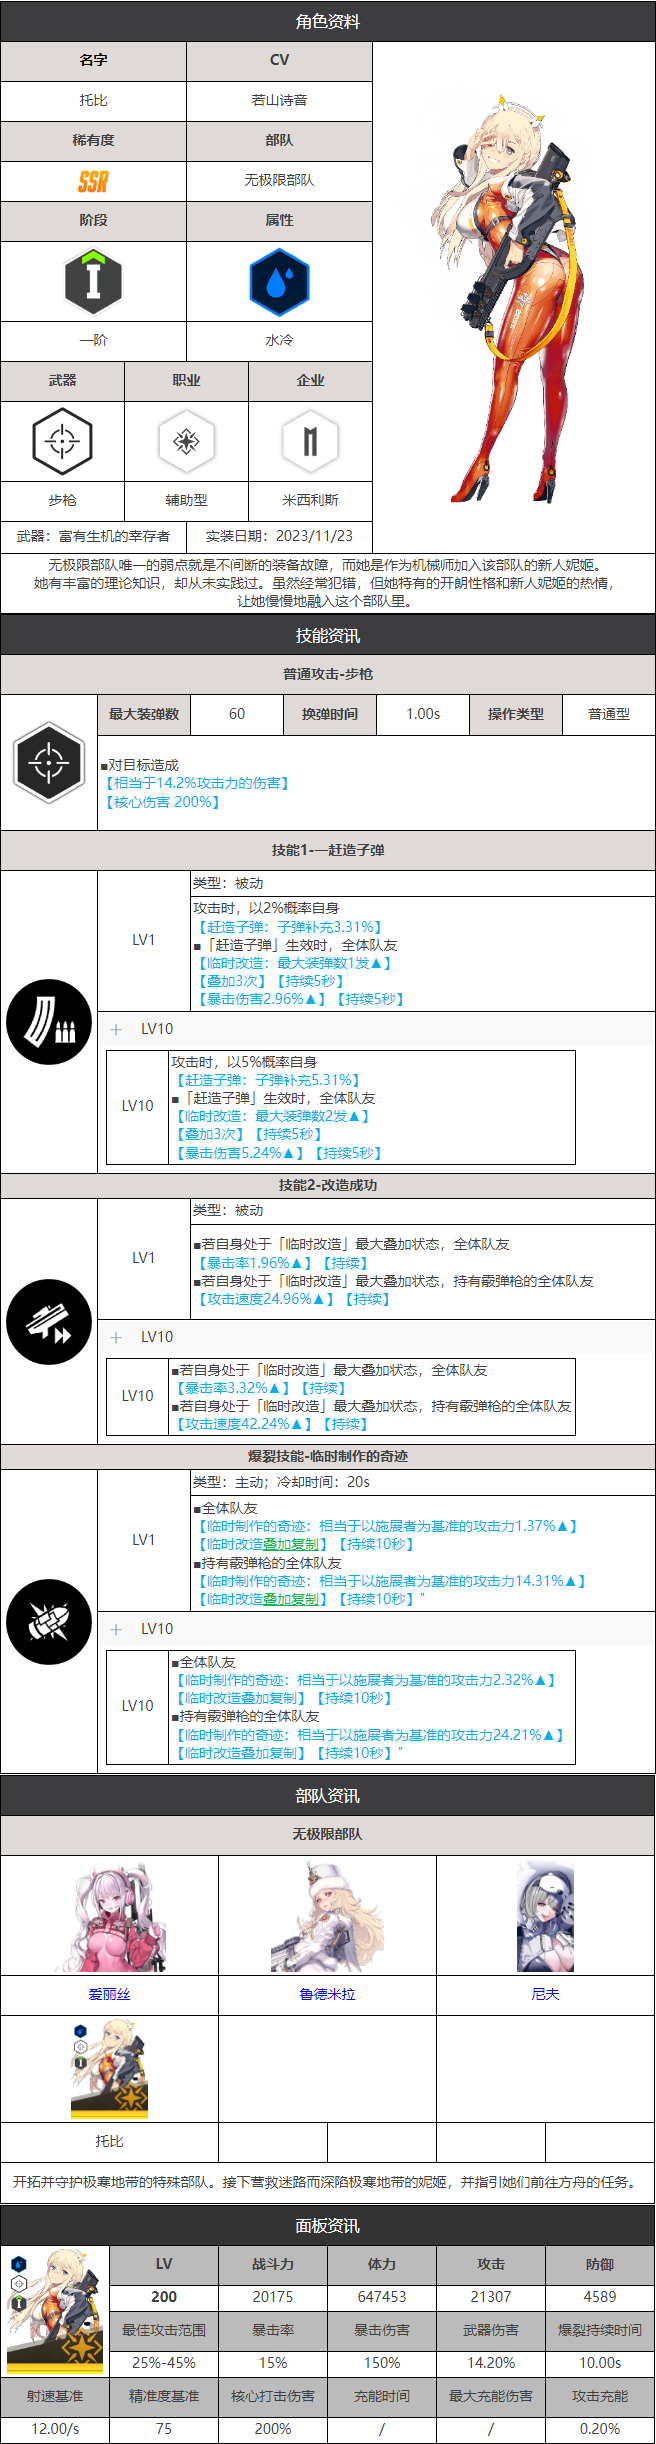 角色资料
名字 CV
托比 若山诗音
稀有度 部队
SSR 无极限部队
阶段 属性
一阶 水冷
武器 职业 企业
步枪 辅助型 米西利斯
武器：富有生机的幸存者 实装日期：2023/11/23
无极限部队唯一的弱点就是不间断的装备故障，而她是作为机械师加入该部队的新人妮姬。
她有丰富的理论知识，却从未实践过。虽然经常犯错，但她特有的开朗性格和新人妮姬的热情，
让她慢慢地融入这个部队里。
技能资讯
普通攻击-步枪
最大装弹数 60 换弹时间 1.00s 操作类型 普通型
■对目标造成
【相当于14.2%攻击力的伤害】
【核心伤害 200%】
技能1-一赶造子弹
LV1
类型：被动
攻击时，以2%概率自身
【赶造子弹：子弹补充3.31%】
■「赶造子弹」生效时，全体队友
【临时改造：最大装弹数1发▲】
【叠加3次】【持续5秒】
【暴击伤害2.96%▲】【持续5秒】
＋ LV10
LV10
攻击时，以5%概率自身
【赶造子弹：子弹补充5.31%】
■「赶造子弹」生效时，全体队友
【临时改造：最大装弹数2发▲】
【叠加3次】【持续5秒】
【暴击伤害5.24%▲】【持续5秒】
技能2-改造成功
LV1
类型：被动
■若自身处于「临时改造」最大叠加状态，全体队友
【暴击率1.96%▲】【持续】
■若自身处于「临时改造」最大叠加状态，持有霰弹枪的全体队友
【攻击速度24.96%▲】【持续】
＋ LV10
LV10
■若自身处于「临时改造」最大叠加状态，全体队友
【暴击率3.32%▲】【持续】
■若自身处于「临时改造」最大叠加状态，持有霰弹枪的全体队友
【攻击速度42.24%▲】【持续】
爆裂技能-临时制作的奇迹
LV1
类型：主动；冷却时间：20s
■全体队友
【临时制作的奇迹：相当于以施展者为基准的攻击力1.37%▲】
【临时改造叠加复制】【持续10秒】
■持有霰弹枪的全体队友
【临时制作的奇迹：相当于以施展者为基准的攻击力14.31%▲】
【临时改造叠加复制】【持续10秒】"
＋ LV10
LV10
■全体队友
【临时制作的奇迹：相当于以施展者为基准的攻击力2.32%▲】
【临时改造叠加复制】【持续10秒】
■持有霰弹枪的全体队友
【临时制作的奇迹：相当于以施展者为基准的攻击力24.21%▲】
【临时改造叠加复制】【持续10秒】"
部队资讯
无极限部队
爱丽丝 鲁德米拉 尼夫
托比
开拓并守护极寒地带的特殊部队。接下营救迷路而深陷极寒地带的妮姬，并指引她们前往方舟的任务。
面板资讯
LV 战斗力 体力 攻击 防御
200 20175 647453 21307 4589
最佳攻击范围 暴击率 暴击伤害 武器伤害 爆裂持续时间
25%-45% 15% 150% 14.20% 10.00s
射速基准 精准度基准 核心打击伤害 充能时间 最大充能伤害 攻击充能
12.00/s 75 200% / / 0.20%